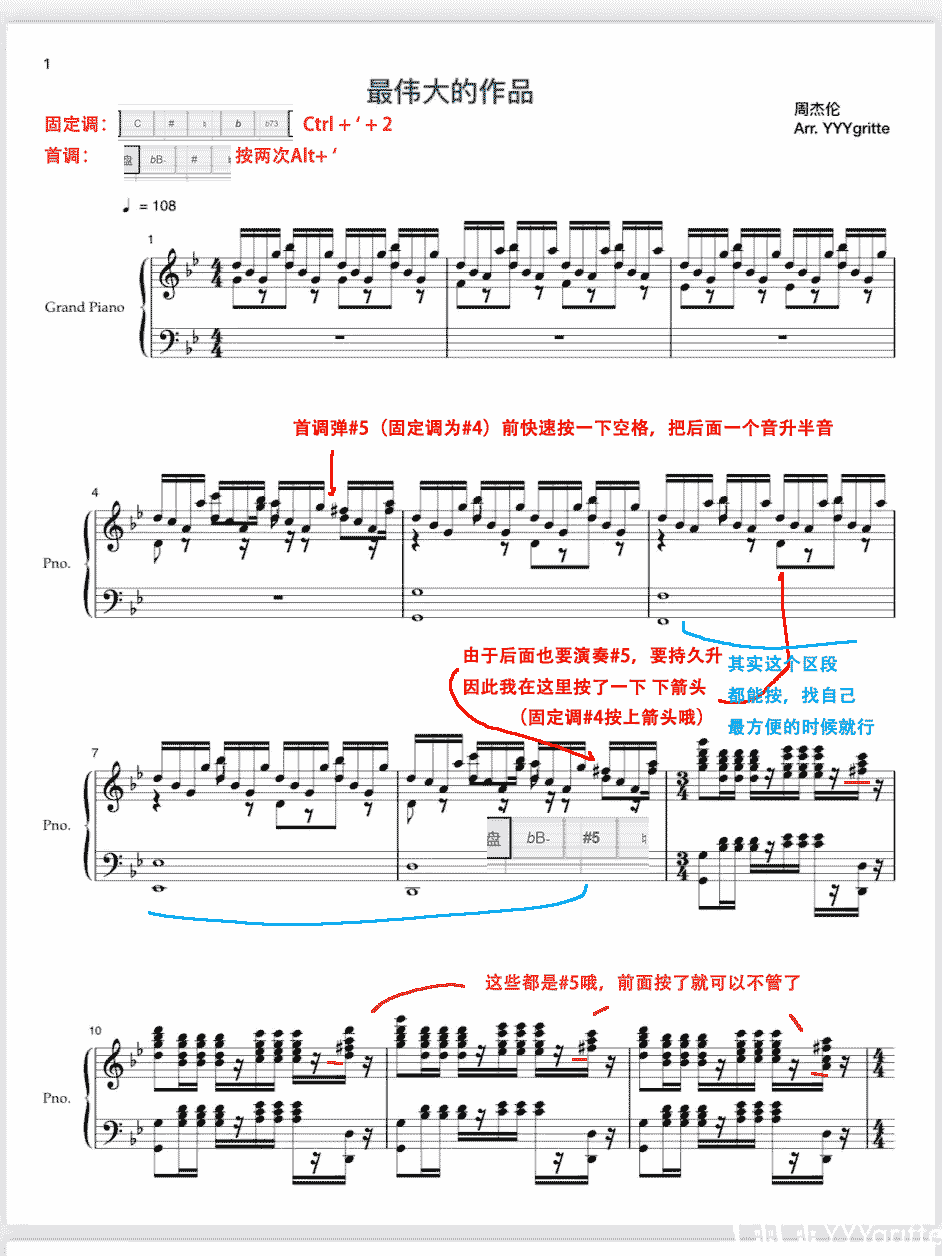 1
最伟大的作品
周杰伦
Arr. YYYgritte
固定调： C # ♮ b b73 Ctrl + ‘ + 2
首调： 盘 bB- # 按两次Alt+ ‘
♩ = 108
1
Grand Piano
首调弹#5（固定调为#4）前快速按一下空格，把后面一个音升半音
4
Pno.
由于后面也要演奏#5，要持久升
因此我在这里按了一下 下箭头
（固定调#4按上箭头哦）
其实这个区段
都能按，找自己
最方便的时候就行
7
Pno.
盘 bB- #5 ♮
这些都是#5哦，前面按了就可以不管了
10
Pno.
YYYgritte